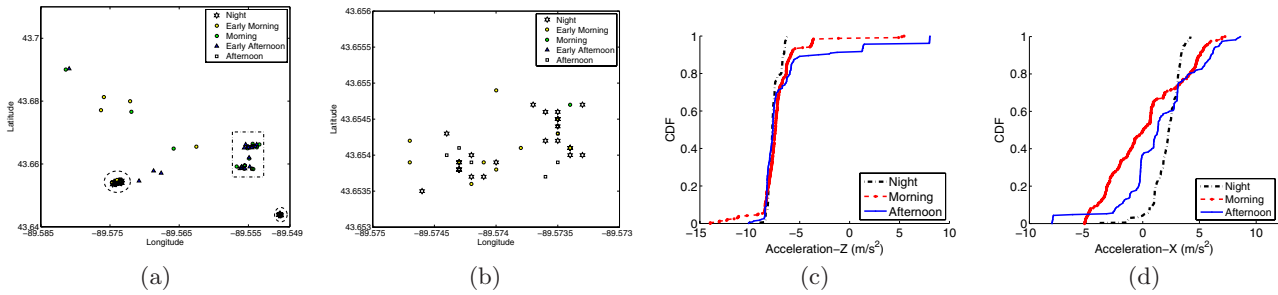 43.7
43.68
43.66
43.64
Latitude
−89.585
−89.575
−89.565
−89.555
−89.549
Longitude
Night
Early Morning
Morning
Early Afternoon
Afternoon
(a)
43.656
43.6555
43.655
43.6545
43.654
43.6535
43.653
Latitude
−89.575
−89.5745
−89.574
−89.5735
−89.573
Longitude
Night
Early Morning
Morning
Early Afternoon
Afternoon
(b)
1
0.8
0.6
0.4
0.2
0
CDF
−15
−10
−5
0
5
10
Acceleration−Z (m/s²)
Night
Morning
Afternoon
(c)
1
0.8
0.6
0.4
0.2
0
CDF
−10
−5
0
5
10
Acceleration−X (m/s²)
Night
Morning
Afternoon
(d)